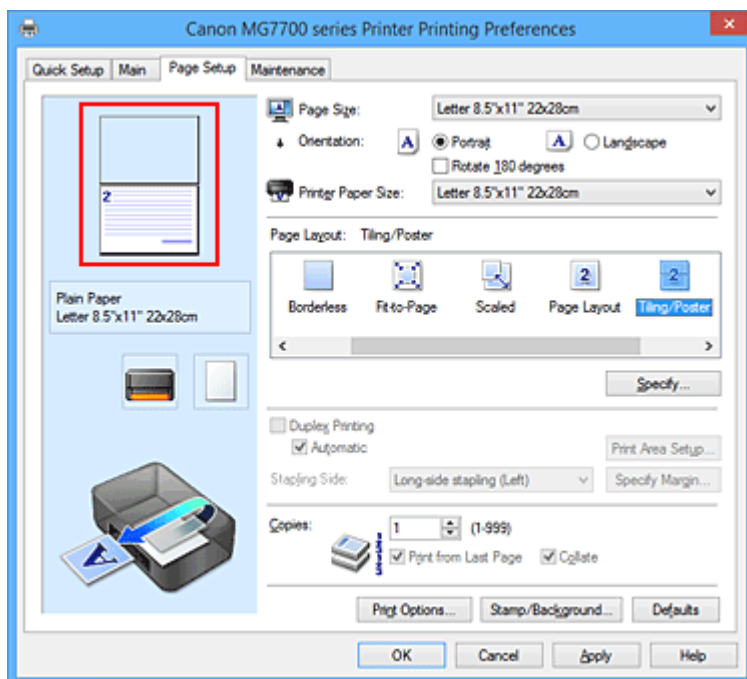 Canon MG7700 series Printer Printing Preferences
Quick Setup Main Page Setup Maintenance
Page Size: Letter 8.5"x11" 22x28cm
Orientation: A Portrait A Landscape
Rotate 180 degrees
Printer Paper Size: Letter 8.5"x11" 22x28cm
2
Page Layout: Tiling/Poster
2 2
Borderless Fit-to-Page Scaled Page Layout Tiling/Poster
Plain Paper
Letter 8.5"x11" 22x28cm
Specify...
Duplex Printing
Automatic Print Area Setup...
Stapling Side: Long-side stapling (Left) Specify Margin...
Copies: 1 (1-999)
Print from Last Page Collate
A
Print Options... Stamp/Background... Defaults
OK Cancel Apply Help